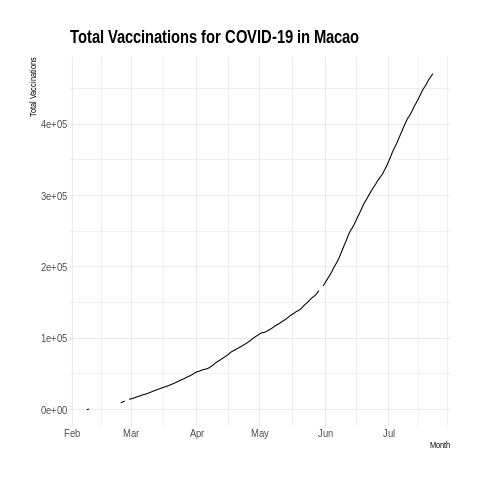 Total Vaccinations for COVID-19 in Macao
Total Vaccinations
4e+05
3e+05
2e+05
1e+05
0e+00
Feb Mar Apr May Jun Jul
Month